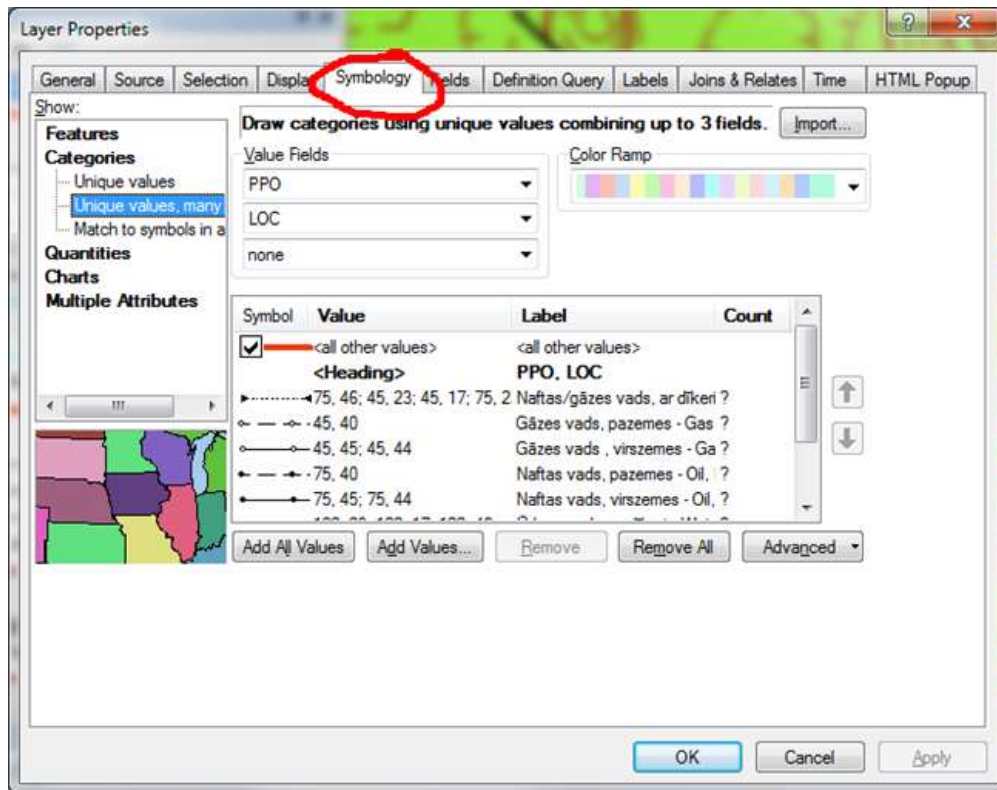 Layer Properties
General Source Selection Display Symbology Fields Definition Query Labels Joins & Relates Time HTML Popup
Show:
Features
Categories
Unique values
Unique values, many
Match to symbols in a
Quantities
Charts
Multiple Attributes
Draw categories using unique values combining up to 3 fields.
Import...
Value Fields
PPO
LOC
none
Color Ramp
Symbol Value Label Count
<all other values> <all other values>
<Heading> PPO, LOC
75, 46; 45, 23; 45, 17; 75, 2 Naftas/gāzes vads, ar dīkeri ?
45, 40 Gāzes vads, pazemes - Gas ?
45, 45; 45, 44 Gāzes vads , virszemes - Ga ?
75, 40 Naftas vads, pazemes - Oil, ?
75, 45; 75, 44 Naftas vads, virszemes - Oil, ?
Add All Values Add Values... Remove Remove All Advanced
OK Cancel Apply